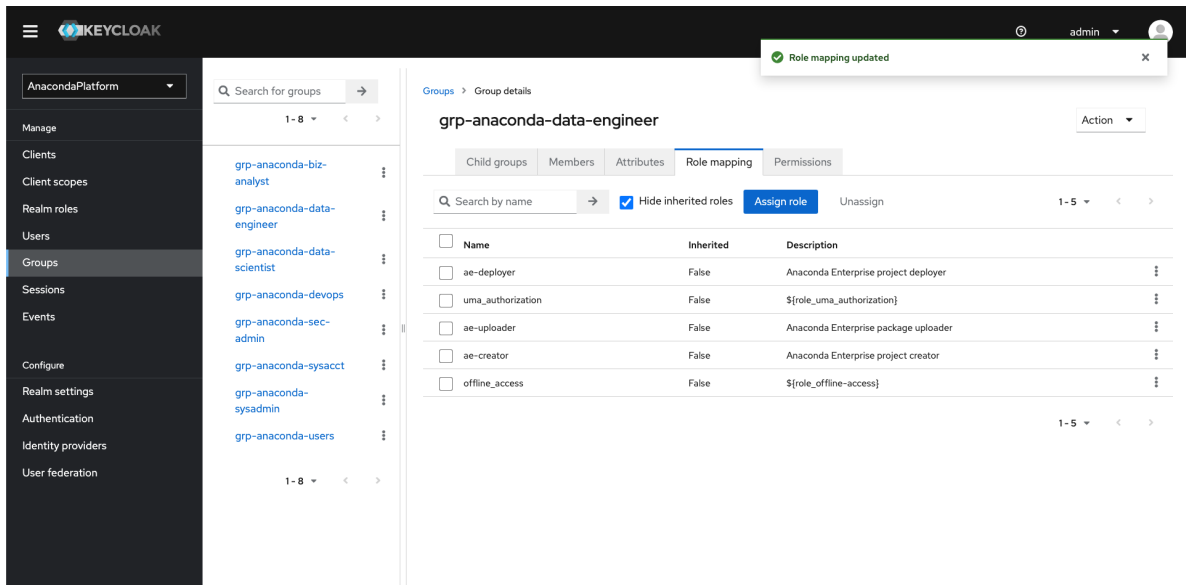 KEYCLOAK
admin
Role mapping updated
AnacondaPlatform
Manage
Clients
Client scopes
Realm roles
Users
Groups
Sessions
Events
Configure
Realm settings
Authentication
Identity providers
User federation
Search for groups
1 - 8
grp-anaconda-biz-
analyst
grp-anaconda-data-
engineer
grp-anaconda-data-
scientist
grp-anaconda-devops
grp-anaconda-sec-
admin
grp-anaconda-sysacct
grp-anaconda-
sysadmin
grp-anaconda-users
1 - 8
Groups > Group details
grp-anaconda-data-engineer
Action
Child groups Members Attributes Role mapping Permissions
Search by name Hide inherited roles Assign role Unassign 1 - 5
Name Inherited Description
ae-deployer False Anaconda Enterprise project deployer
uma_authorization False ${role_uma_authorization}
ae-uploader False Anaconda Enterprise package uploader
ae-creator False Anaconda Enterprise project creator
offline_access False ${role_offline-access}
1 - 5